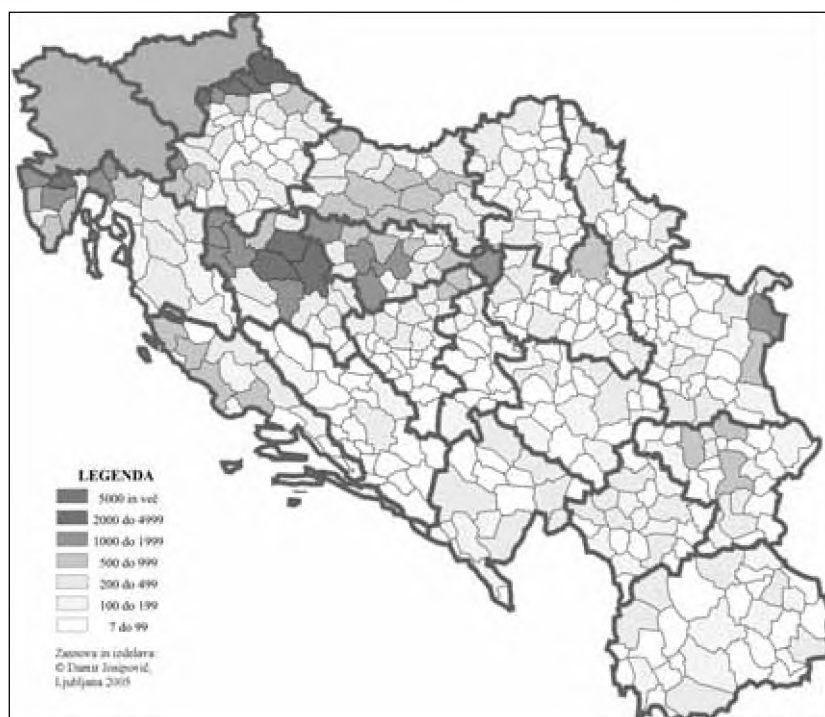 LEGENDA
5000 in več
2000 do 4999
1000 do 1999
500 do 999
200 do 499
100 do 199
7 do 99
Zasnova in izdelava:
© Damir Josipovič,
Ljubljana 2005